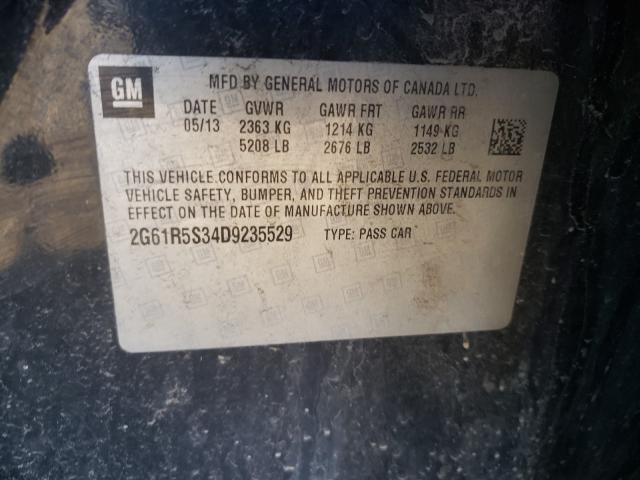 GM MFD BY GENERAL MOTORS OF CANADA LTD.
DATE GVWR GAWR FRT GAWR RR
05/13 2363 KG 1214 KG 1149 KG
5208 LB 2676 LB 2532 LB
THIS VEHICLE CONFORMS TO ALL APPLICABLE U.S. FEDERAL MOTOR
VEHICLE SAFETY, BUMPER, AND THEFT PREVENTION STANDARDS IN
EFFECT ON THE DATE OF MANUFACTURE SHOWN ABOVE.
2G61R5S34D9235529 TYPE: PASS CAR